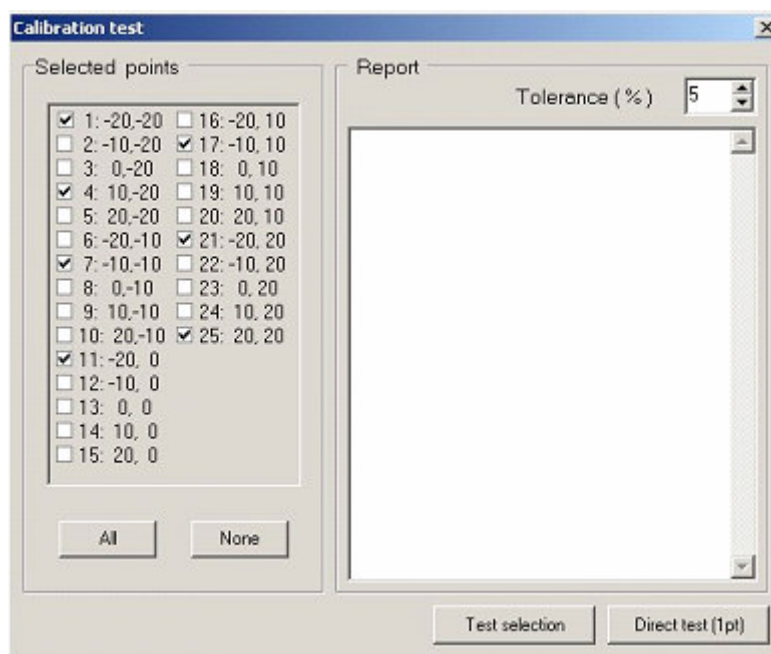 Calibration test
Selected points
1: -20,-20
2: -10,-20
3: 0,-20
4: 10,-20
5: 20,-20
6: -20,-10
7: -10,-10
8: 0,-10
9: 10,-10
10: 20,-10
11: -20, 0
12: -10, 0
13: 0, 0
14: 10, 0
15: 20, 0
16: -20, 10
17: -10, 10
18: 0, 10
19: 10, 10
20: 20, 10
21: -20, 20
22: -10, 20
23: 0, 20
24: 10, 20
25: 20, 20
All
None
Report
Tolerance ( % )
5
Test selection
Direct test (1pt)